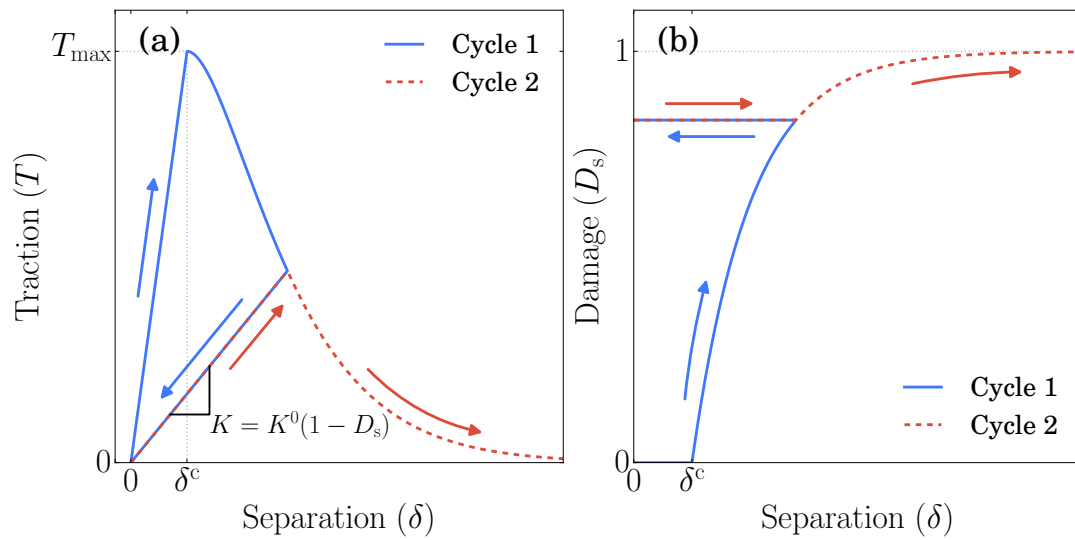 (a)
Cycle 1
Cycle 2
T_max
Traction (T)
K = K^0(1 − D_s)
0
0
δ^c
Separation (δ)
(b)
1
Damage (D_s)
Cycle 1
Cycle 2
0
0
δ^c
Separation (δ)